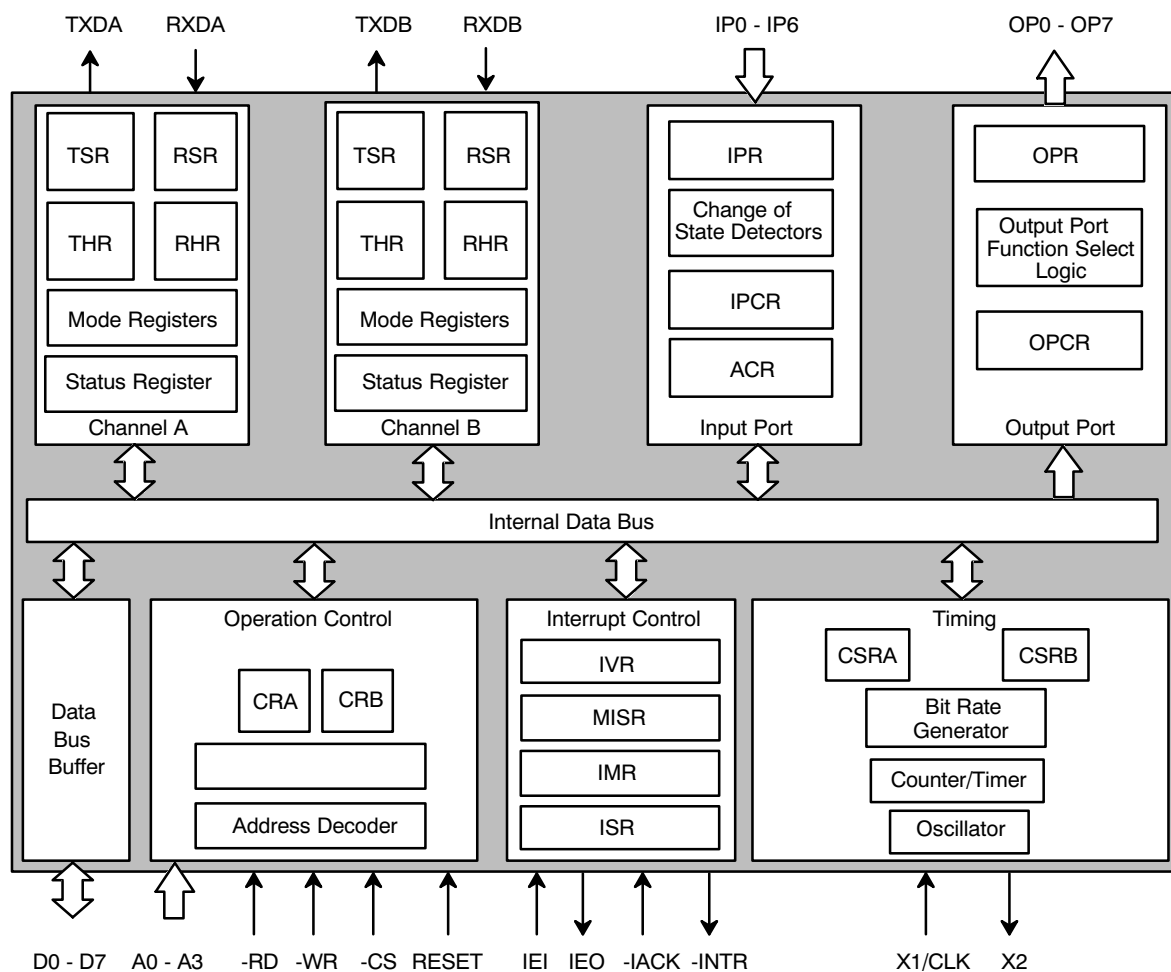 TXDA RXDA TXDB RXDB IP0 - IP6 OP0 - OP7
TSR RSR
THR RHR
Mode Registers
Status Register
Channel A
TSR RSR
THR RHR
Mode Registers
Status Register
Channel B
IPR
Change of
State Detectors
IPCR
ACR
Input Port
OPR
Output Port
Function Select
Logic
OPCR
Output Port
Internal Data Bus
Data
Bus
Buffer
Operation Control
CRA CRB
Address Decoder
Interrupt Control
IVR
MISR
IMR
ISR
Timing
CSRA CSRB
Bit Rate
Generator
Counter/Timer
Oscillator
D0 - D7 A0 - A3 -RD -WR -CS RESET IEI IEO -IACK -INTR X1/CLK X2